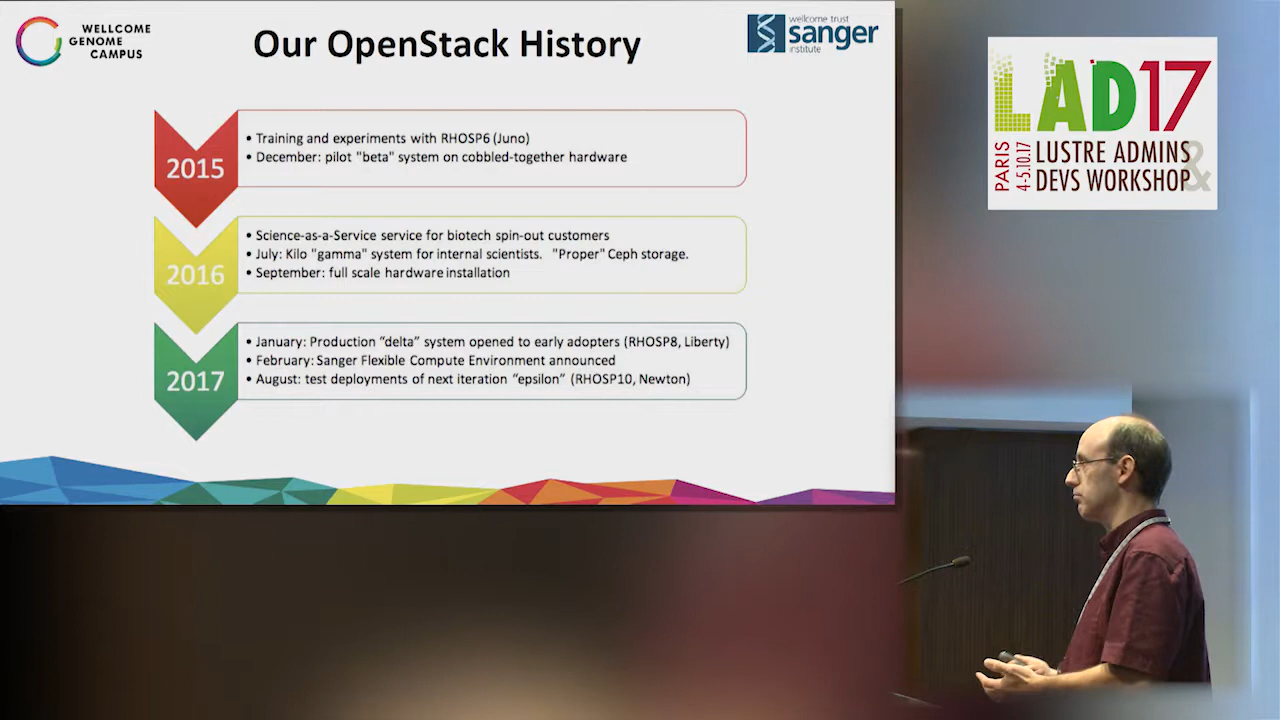 WELLCOME
GENOME
CAMPUS
Our OpenStack History
wellcome trust
sanger
institute
2015
• Training and experiments with RHOSP6 (Juno)
• December: pilot "beta" system on cobbled-together hardware
2016
• Science-as-a-Service service for biotech spin-out customers
• July: Kilo "gamma" system for internal scientists.   "Proper" Ceph storage.
• September: full scale hardware installation
2017
• January: Production “delta” system opened to early adopters (RHOSP8, Liberty)
• February: Sanger Flexible Compute Environment announced
• August: test deployments of next iteration “epsilon” (RHOSP10, Newton)
LAD17
PARIS
4-5.10.17
LUSTRE ADMINS
& DEVS WORKSHOP